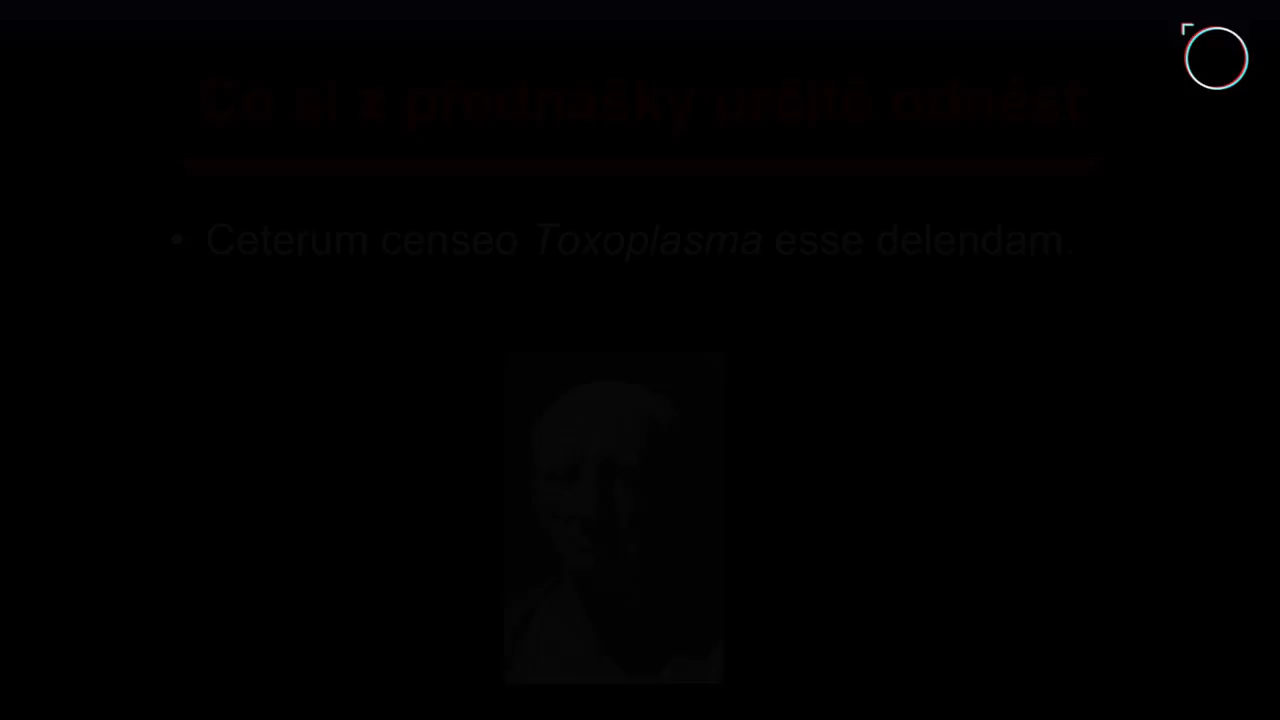 Co si z přednášky určitě odnést
• Ceterum censeo Toxoplasma esse delendam.